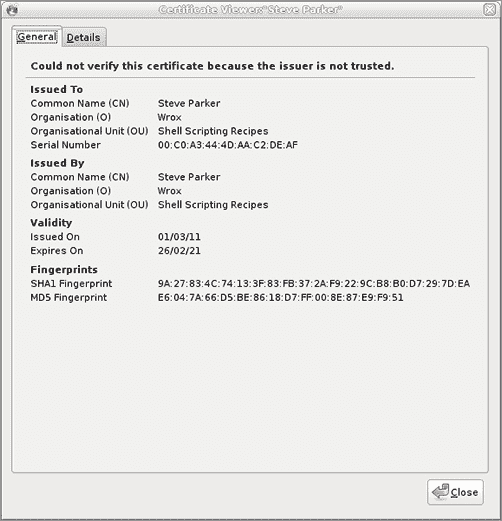 Certificate Viewer:"Steve Parker"
General Details
Could not verify this certificate because the issuer is not trusted.
Issued To
Common Name (CN) Steve Parker
Organisation (O) Wrox
Organisational Unit (OU) Shell Scripting Recipes
Serial Number 00:C0:A3:44:4D:AA:C2:DE:AF
Issued By
Common Name (CN) Steve Parker
Organisation (O) Wrox
Organisational Unit (OU) Shell Scripting Recipes
Validity
Issued On 01/03/11
Expires On 26/02/21
Fingerprints
SHA1 Fingerprint 9A:27:83:4C:74:13:3F:83:FB:37:2A:F9:22:9C:B8:B0:D7:29:7D:EA
MD5 Fingerprint E6:04:7A:66:D5:BE:86:18:D7:FF:00:8E:87:E9:F9:51
Close